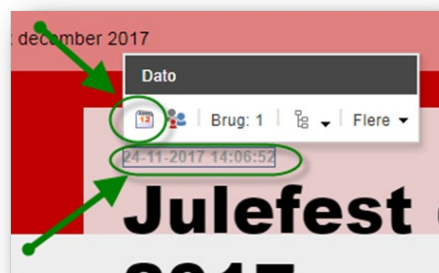 december 2017
Dato
12
Brug: 1
Flere
24-11-2017 14:06:52
Julefest
2017